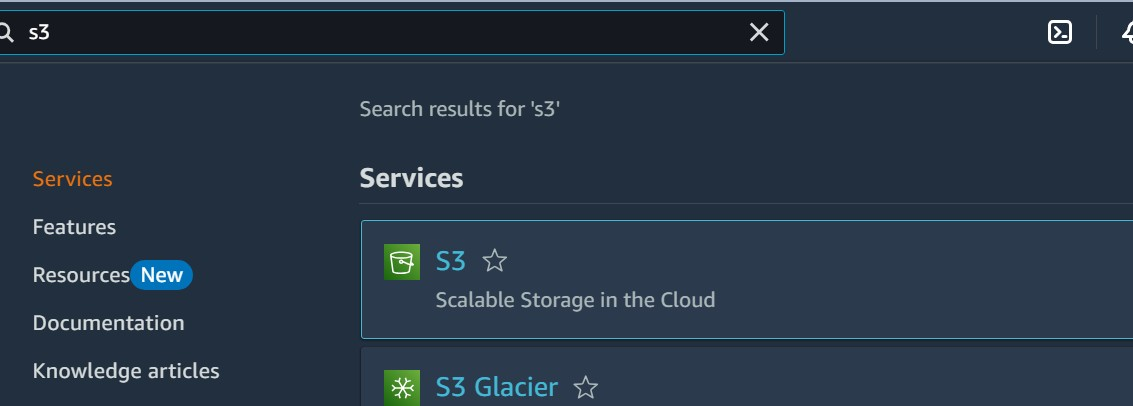 s3
Search results for 's3'
Services
Services
Features
Resources New
Documentation
Knowledge articles
S3
Scalable Storage in the Cloud
S3 Glacier